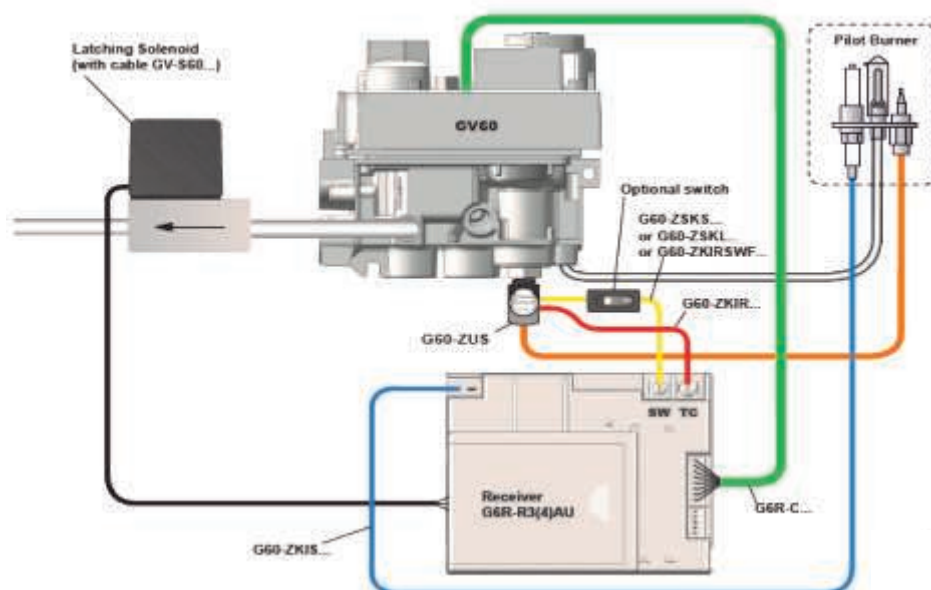 Latching Solenoid
(with cable GV-S60...)
Pilot Burner
GV60
Optional switch
G60-ZSKS...
or G60-ZSKL...
or G60-ZKIRSWF...
G60-ZKIR...
G60-ZUS
SW TC
Receiver
G6R-R3(4)AU
G6R-C...
G60-ZKIS...